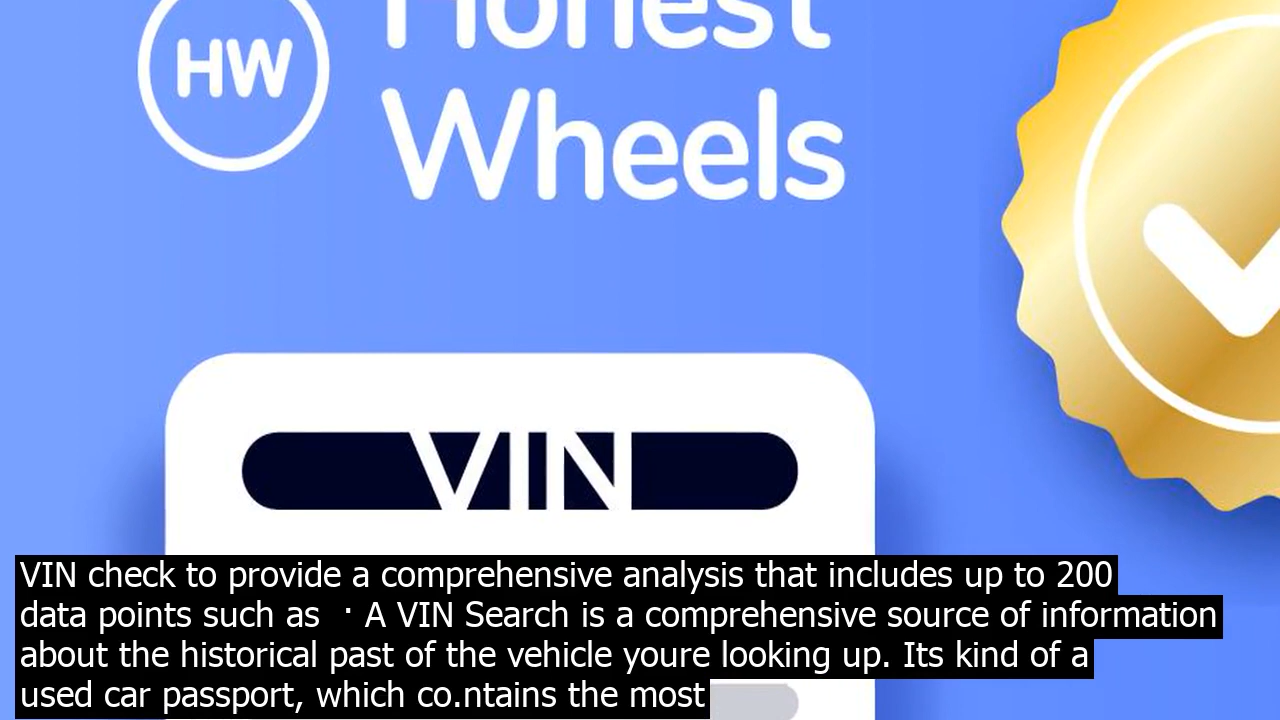 HW
Honest
Wheels
VIN
VIN check to provide a comprehensive analysis that includes up to 200
data points such as · A VIN Search is a comprehensive source of information
about the historical past of the vehicle youre looking up. Its kind of a
used car passport, which co.ntains the most